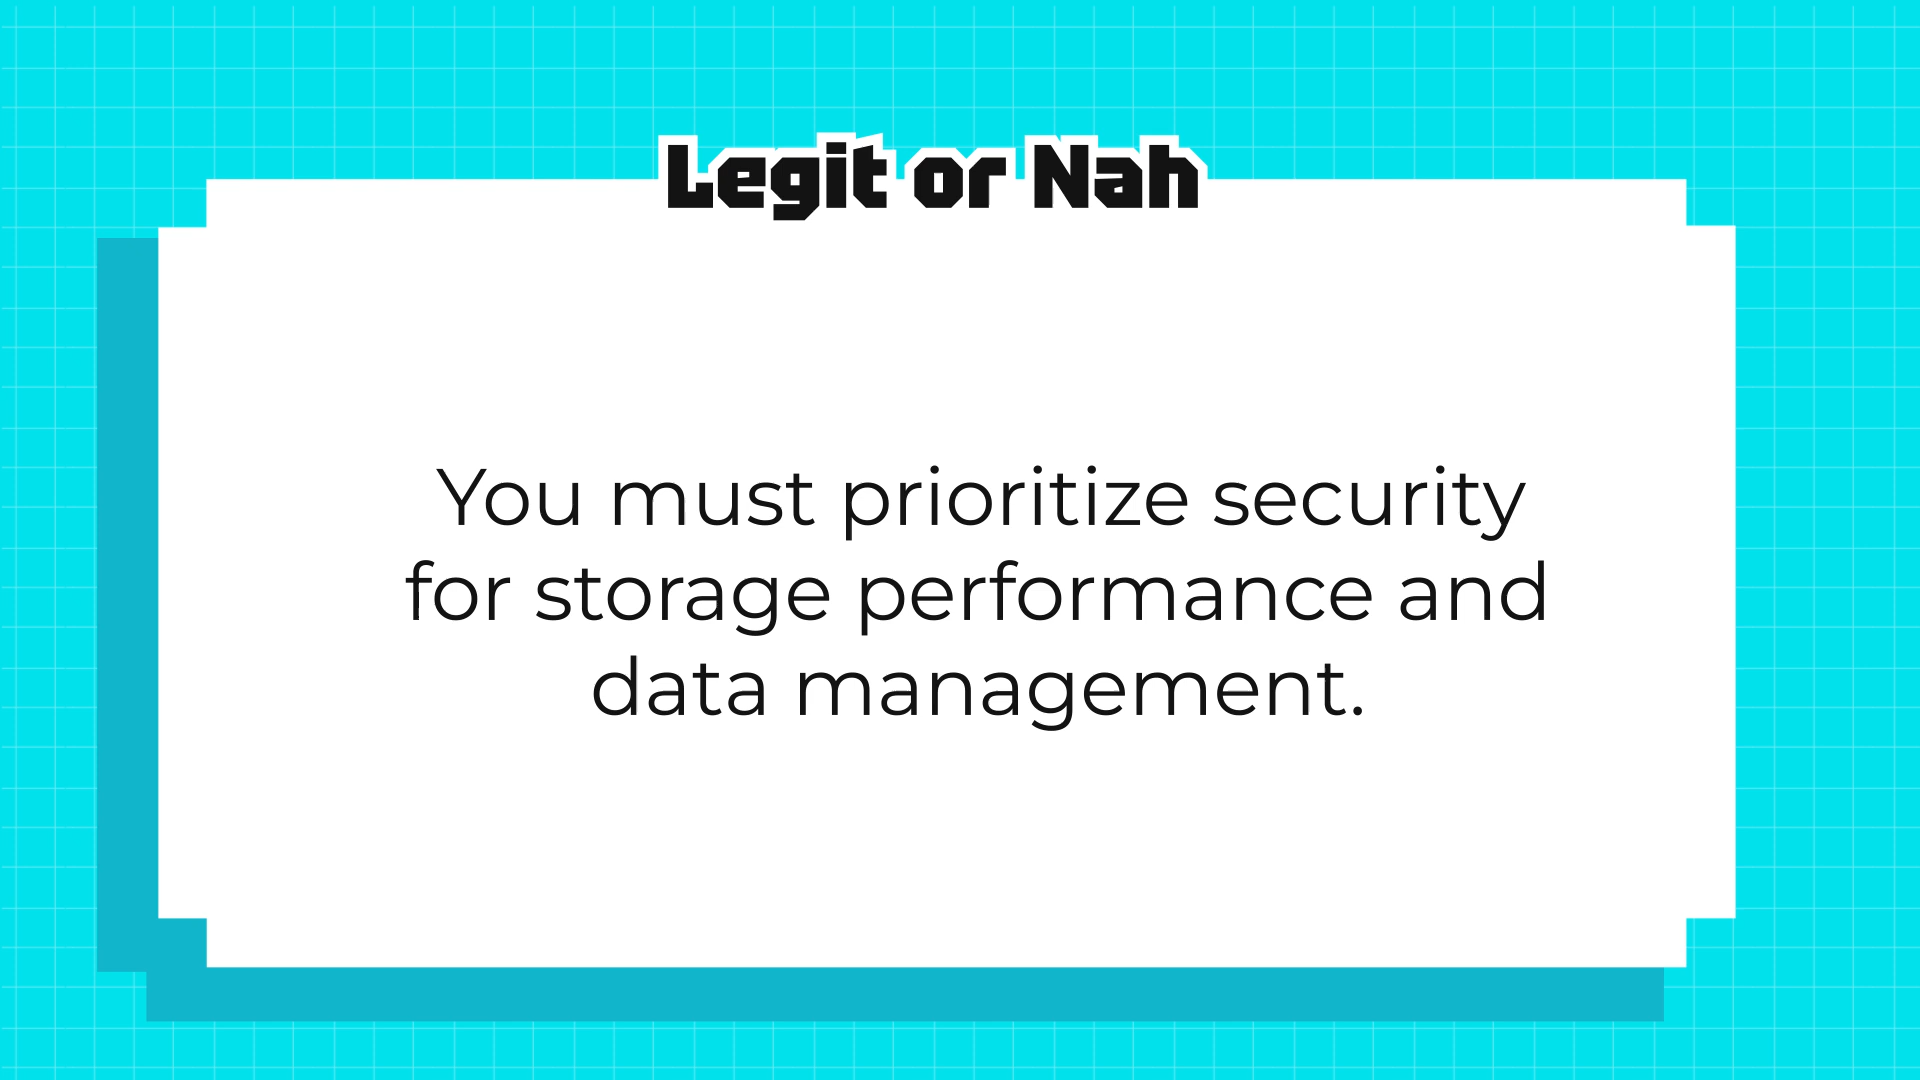 Legit or Nah
You must prioritize security
for storage performance and
data management.